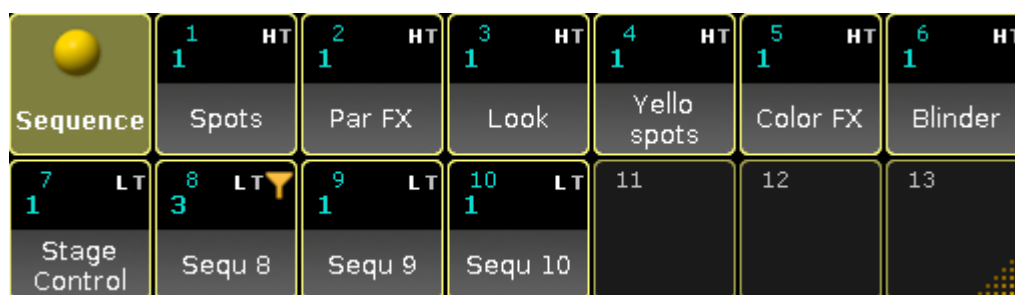 Sequence
1 HT
1
Spots
2 HT
1
Par FX
3 HT
1
Look
4 HT
1
Yello
spots
5 HT
1
Color FX
6 HT
1
Blinder
7 LT
1
Stage
Control
8 LT
3
Sequ 8
9 LT
1
Sequ 9
10 LT
1
Sequ 10
11
12
13